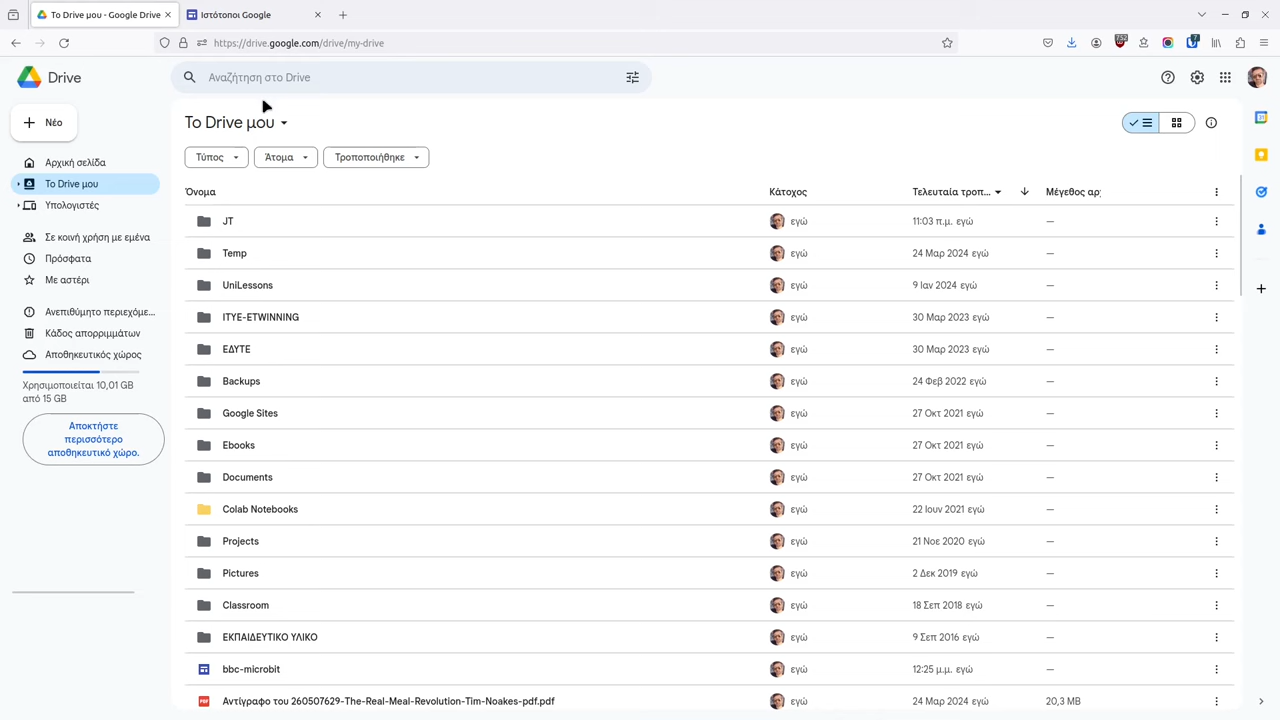 Το Drive μου - Google Drive
Ιστότοποι Google
https://drive.google.com/drive/my-drive
Drive
Αναζήτηση στο Drive
Νέο
Αρχική σελίδα
Το Drive μου
Υπολογιστές
Σε κοινή χρήση με εμένα
Πρόσφατα
Με αστέρι
Ανεπιθύμητο περιεχόμε...
Κάδος απορριμμάτων
Αποθηκευτικός χώρος
Χρησιμοποιείται 10,01 GB
από 15 GB
Αποκτήστε
περισσότερο
αποθηκευτικό χώρο.
Το Drive μου
Τύπος Άτομα Τροποποιήθηκε
Όνομα Κάτοχος Τελευταία τροπ... Μέγεθος αρχ
JT εγώ 11:03 π.μ. εγώ —
Temp εγώ 24 Μαρ 2024 εγώ —
UniLessons εγώ 9 Ιαν 2024 εγώ —
ITYE-ETWINNING εγώ 30 Μαρ 2023 εγώ —
ΕΔΥΤΕ εγώ 30 Μαρ 2023 εγώ —
Backups εγώ 24 Φεβ 2022 εγώ —
Google Sites εγώ 27 Οκτ 2021 εγώ —
Ebooks εγώ 27 Οκτ 2021 εγώ —
Documents εγώ 27 Οκτ 2021 εγώ —
Colab Notebooks εγώ 22 Ιουν 2021 εγώ —
Projects εγώ 21 Νοε 2020 εγώ —
Pictures εγώ 2 Δεκ 2019 εγώ —
Classroom εγώ 18 Σεπ 2018 εγώ —
ΕΚΠΑΙΔΕΥΤΙΚΟ ΥΛΙΚΟ εγώ 9 Σεπ 2016 εγώ —
bbc-microbit εγώ 12:25 μ.μ. εγώ —
Αντίγραφο του 260507629-The-Real-Meal-Revolution-Tim-Noakes-pdf.pdf εγώ 24 Μαρ 2024 εγώ 20,3 MB